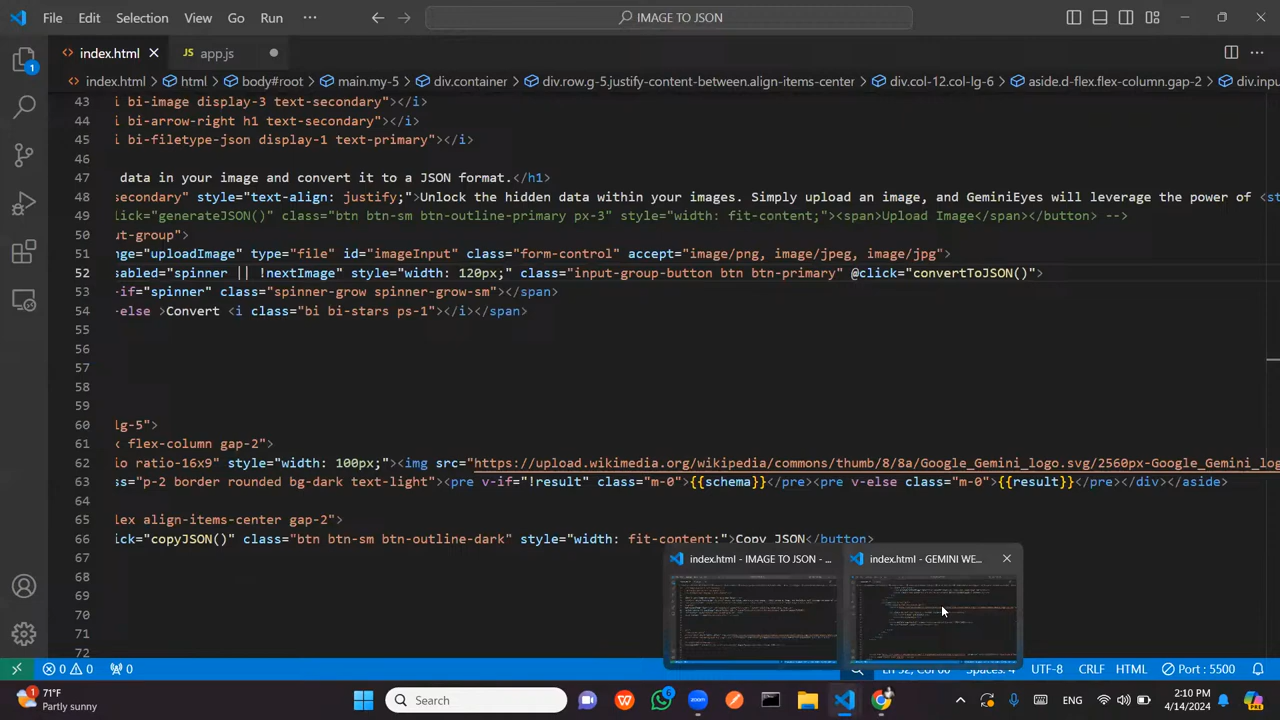 File Edit Selection View Go Run ··· IMAGE TO JSON
index.html app.js
index.html > html > body#root > main.my-5 > div.container > div.row.g-5.justify-content-between.align-items-center > div.col-12.col-lg-6 > aside.d-flex.flex-column.gap-2 > div.inpu
43 i bi-image display-3 text-secondary"></i>
44 i bi-arrow-right h1 text-secondary"></i>
45 i bi-filetype-json display-1 text-primary"></i>
46
47 data in your image and convert it to a JSON format.</h1>
48 secondary" style="text-align: justify;">Unlock the hidden data within your images. Simply upload an image, and GeminiEyes will leverage the power of <st
49 lick="generateJSON()" class="btn btn-sm btn-outline-primary px-3" style="width: fit-content;"><span>Upload Image</span></button> -->
50 ut-group">
51 nge="uploadImage" type="file" id="imageInput" class="form-control" accept="image/png, image/jpeg, image/jpg">
52 sabled="spinner || !nextImage" style="width: 120px;" class="input-group-button btn btn-primary" @click="convertToJSON()">
53 -if="spinner" class="spinner-grow spinner-grow-sm"></span>
54 -else >Convert <i class="bi bi-stars ps-1"></i></span>
55
56
57
58
59
60 lg-5">
61 x flex-column gap-2">
62 io ratio-16x9" style="width: 100px;"><img src="https://upload.wikimedia.org/wikipedia/commons/thumb/8/8a/Google_Gemini_logo.svg/2560px-Google_Gemini_log
63 ss="p-2 border rounded bg-dark text-light"><pre v-if="!result" class="m-0">{{schema}}</pre><pre v-else class="m-0">{{result}}</pre></div></aside>
64
65 lex align-items-center gap-2">
66 ick="copyJSON()" class="btn btn-sm btn-outline-dark" style="width: fit-content;">Copy JSON</button>
67
68
69
70
71
72
index.html - IMAGE TO JSON - ... index.html - GEMINI WE...
0 0 0 UTF-8 CRLF HTML Port : 5500
71°F
Partly sunny
Search
6
zoom
ENG
2:10 PM
4/14/2024